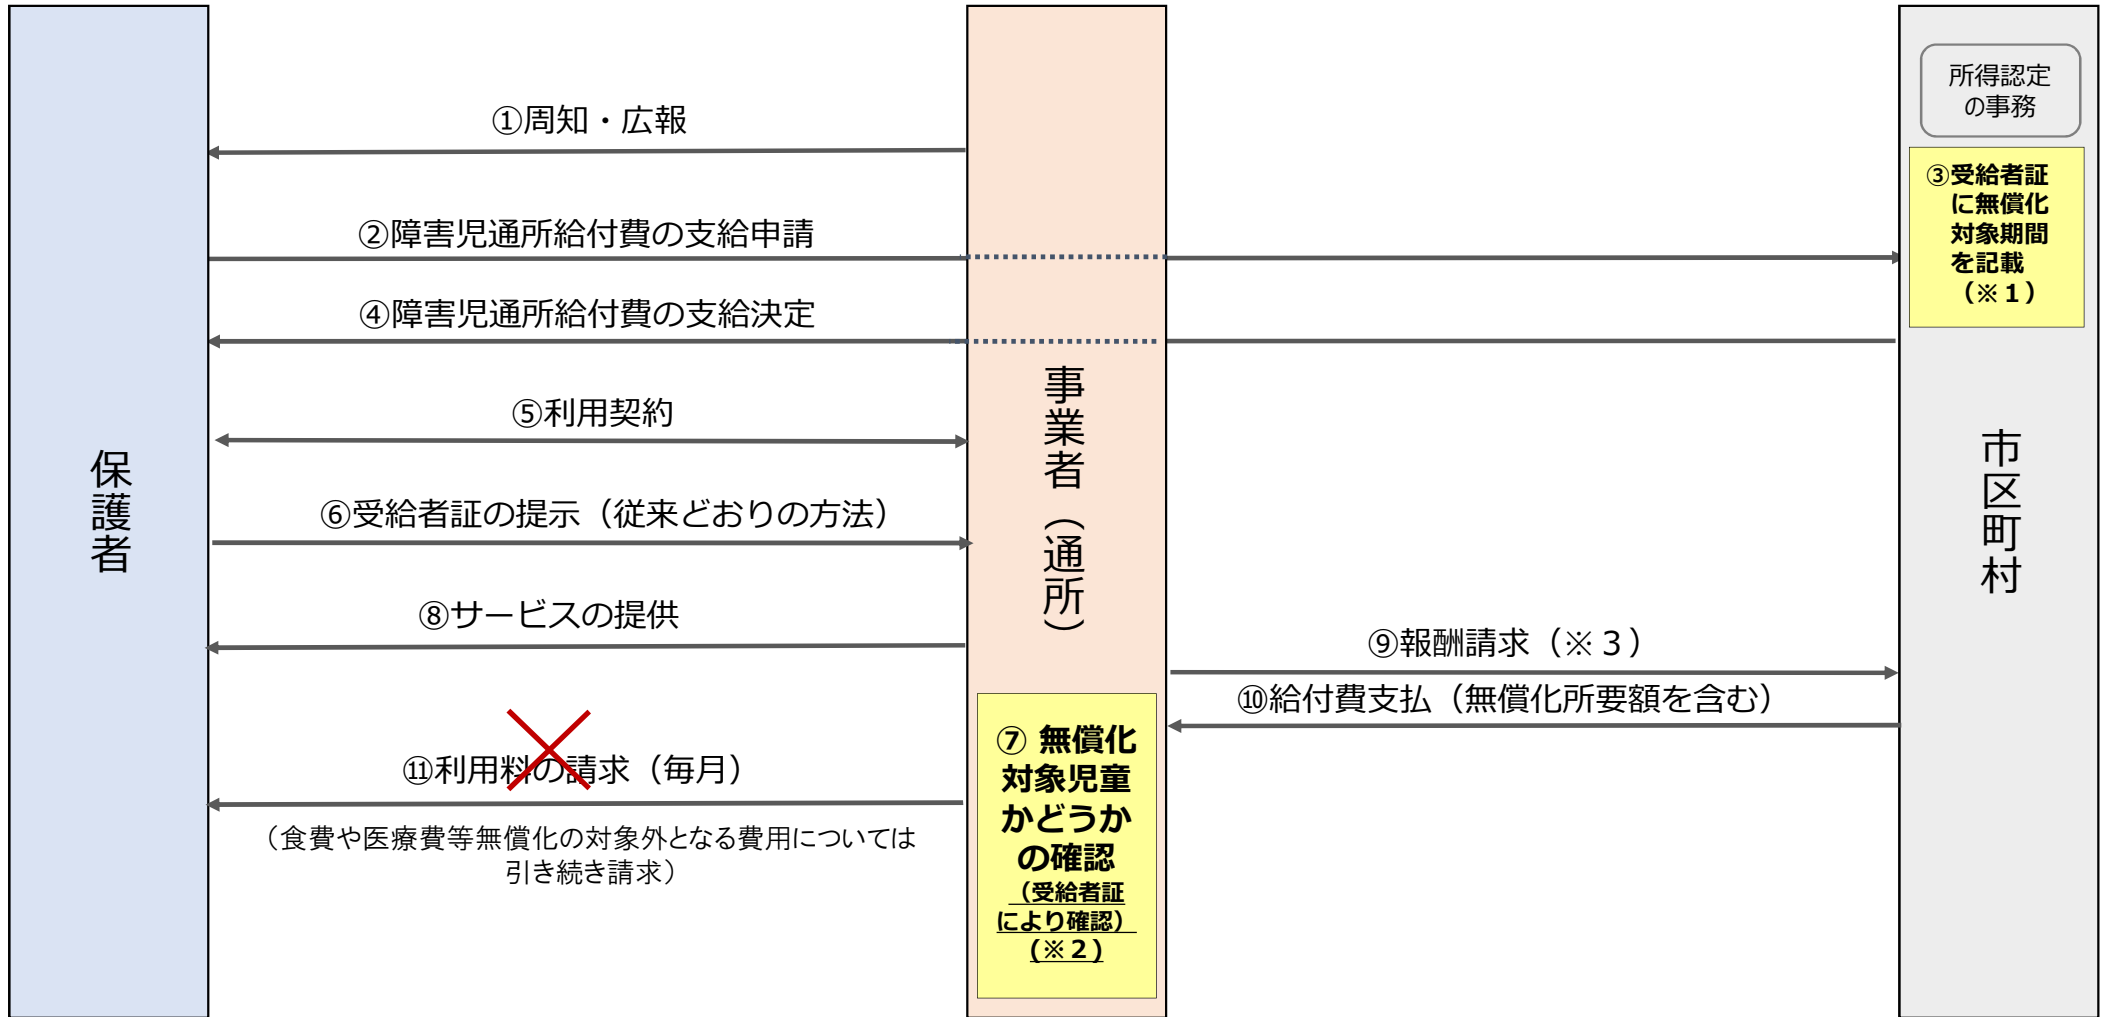 所得認定
の事務
①周知・広報
③受給者証
に無償化
対象期間
を記載
（※１）
②障害児通所給付費の支給申請
④障害児通所給付費の支給決定
⑤利用契約
保護者
事業者（通所）
市区町村
⑥受給者証の提示（従来どおりの方法）
⑧サービスの提供
⑨報酬請求（※３）
⑩給付費支払（無償化所要額を含む）
⑦ 無償化
対象児童
かどうか
の確認
（受給者証
により確認）
(※２)
⑪利用料の請求（毎月）
（食費や医療費等無償化の対象外となる費用については
引き続き請求）